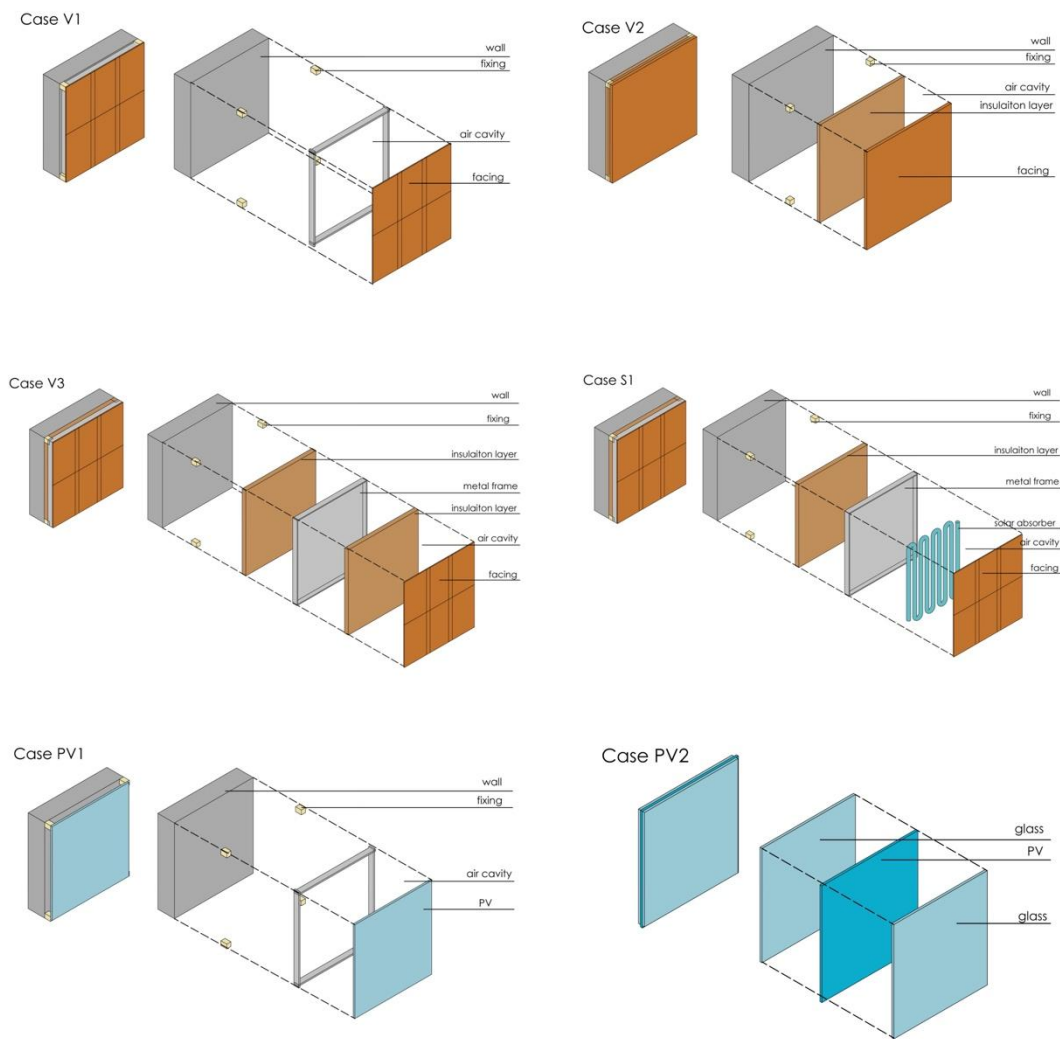 Case V1
wall
fixing
air cavity
facing
Case V2
wall
fixing
air cavity
insulaiton layer
facing
Case V3
wall
fixing
insulaiton layer
metal frame
insulaiton layer
air cavity
facing
Case S1
wall
fixing
insulaiton layer
metal frame
solar absorber
air cavity
facing
Case PV1
wall
fixing
air cavity
PV
Case PV2
glass
PV
glass